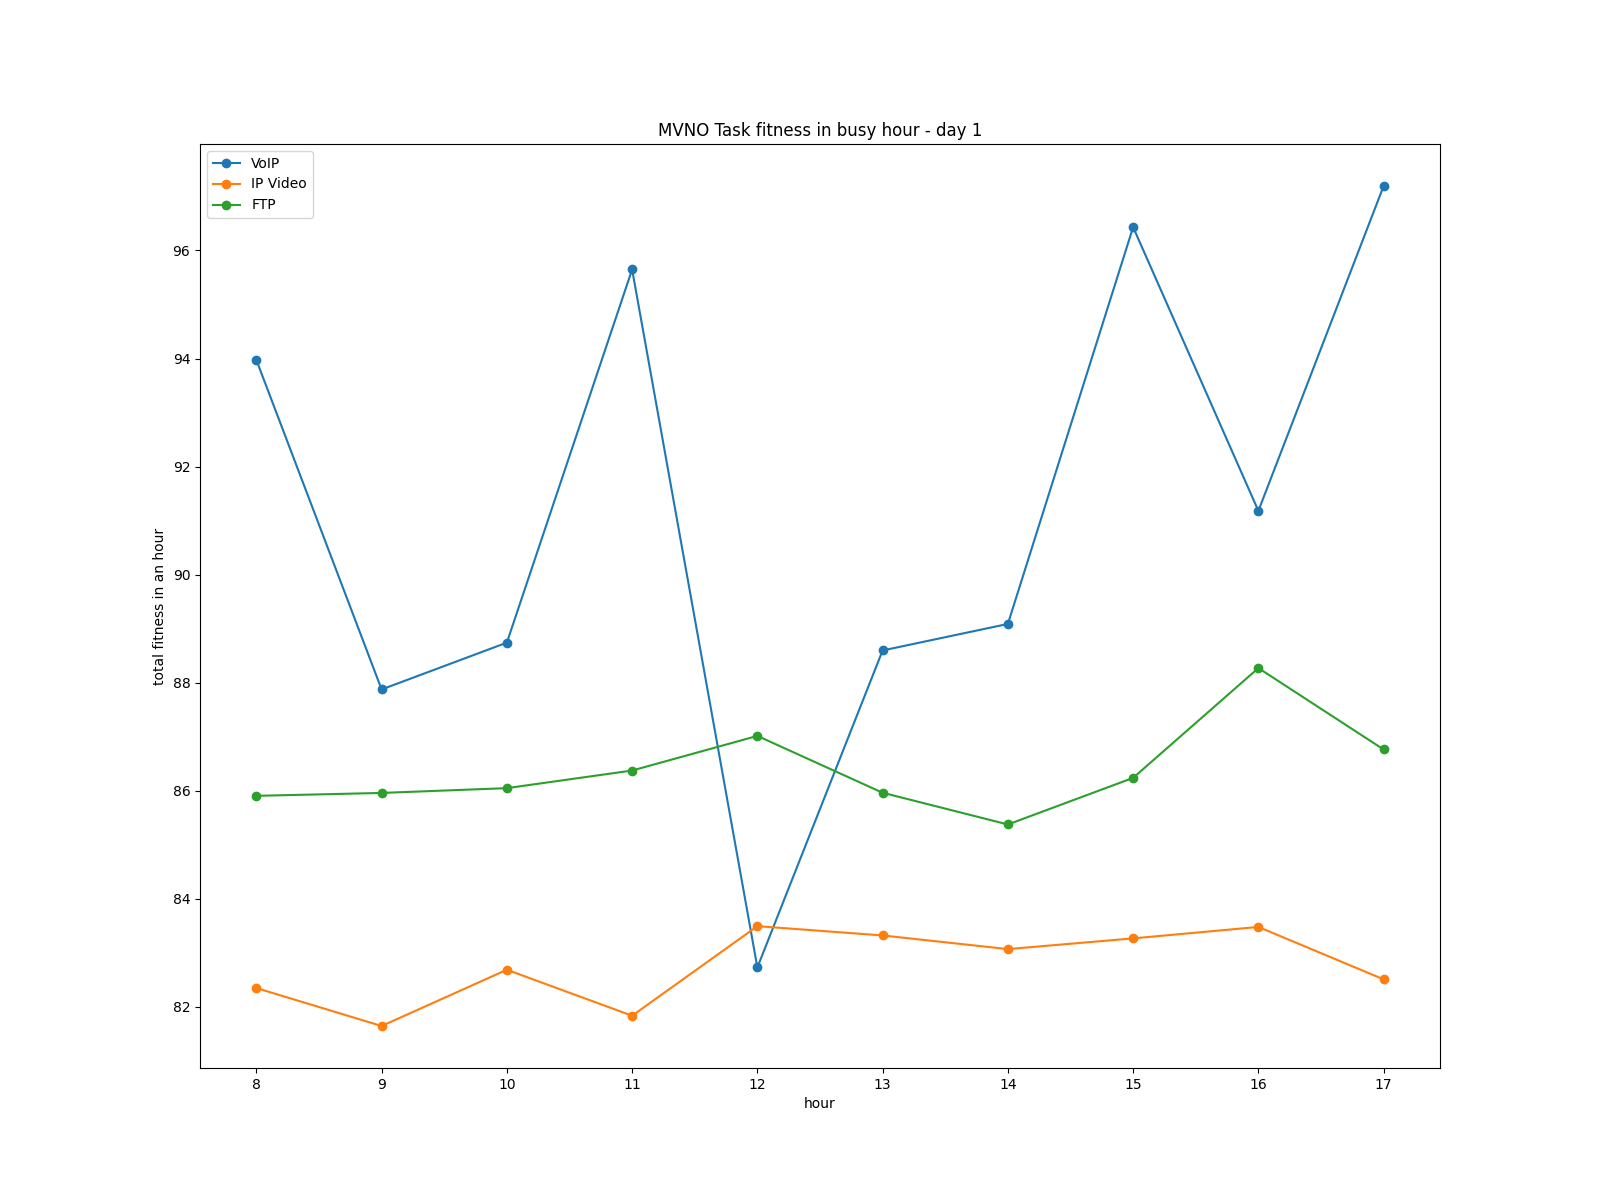 MVNO Task fitness in busy hour - day 1
VoIP
IP Video
FTP
96
94
92
90
88
86
84
82
total fitness in an hour
8 9 10 11 12 13 14 15 16 17
hour